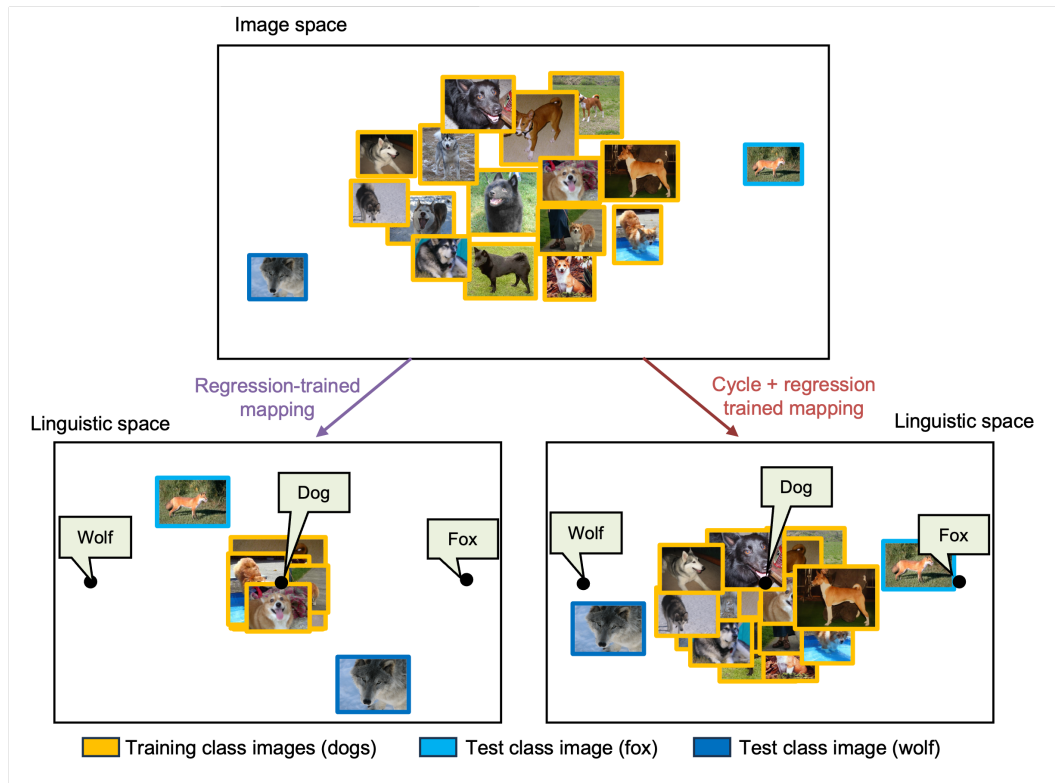 Image space
Regression-trained
mapping
Cycle + regression
trained mapping
Linguistic space
Linguistic space
Dog
Wolf
Fox
Dog
Wolf
Fox
Training class images (dogs)
Test class image (fox)
Test class image (wolf)